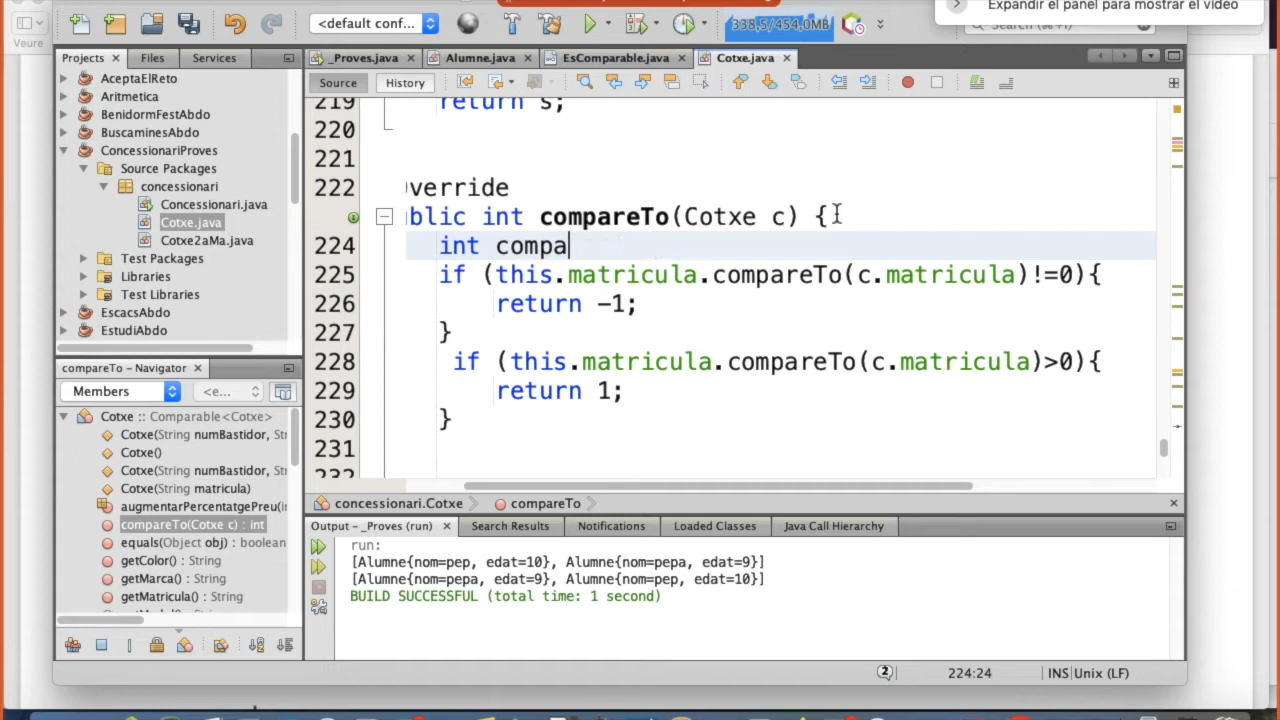 Expandir el panel para mostrar el vídeo
Veure
<default conf...
338,5/454,0MB
Search (⌘+I)
Projects
Files
Services
_Proves.java
Alumne.java
EsComparable.java
Cotxe.java
Source
History
AceptaElReto
Aritmetica
BenidormFestAbdo
BuscaminesAbdo
ConcessionariProves
Source Packages
concessionari
Concessionari.java
Cotxe.java
Cotxe2aMa.java
Test Packages
Libraries
Test Libraries
EscacsAbdo
EstudiAbdo
219 return s;
220
221
222 verride
blic int compareTo(Cotxe c) {
224 int compa
225 if (this.matricula.compareTo(c.matricula)!=0){
226 return -1;
227 }
228 if (this.matricula.compareTo(c.matricula)>0){
229 return 1;
230 }
231
232
compareTo – Navigator
Members
<e...
Cotxe :: Comparable<Cotxe>
Cotxe(String numBastidor, Str
Cotxe()
Cotxe(String numBastidor, Str
Cotxe(String matricula)
augmentarPercentatgePreu(in
compareTo(Cotxe c) : int
equals(Object obj) : boolean
getColor() : String
getMarca() : String
getMatricula() : String
concessionari.Cotxe
compareTo
Output – _Proves (run)
Search Results
Notifications
Loaded Classes
Java Call Hierarchy
run:
[Alumne{nom=pep, edat=10}, Alumne{nom=pepa, edat=9}]
[Alumne{nom=pepa, edat=9}, Alumne{nom=pep, edat=10}]
BUILD SUCCESSFUL (total time: 1 second)
2
224:24
INS
Unix (LF)